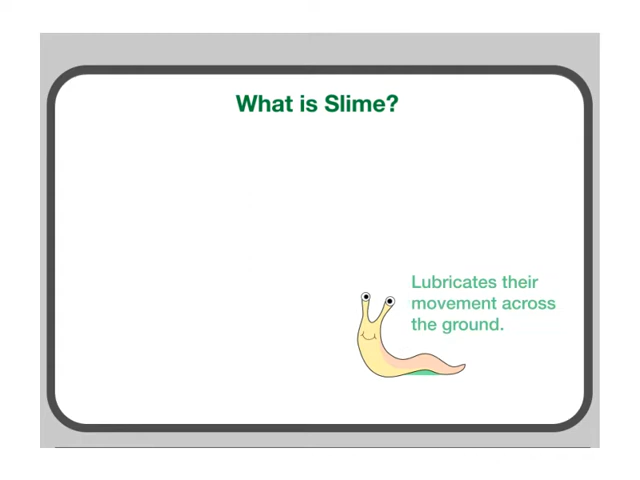 What is Slime?
Lubricates their
movement across
the ground.